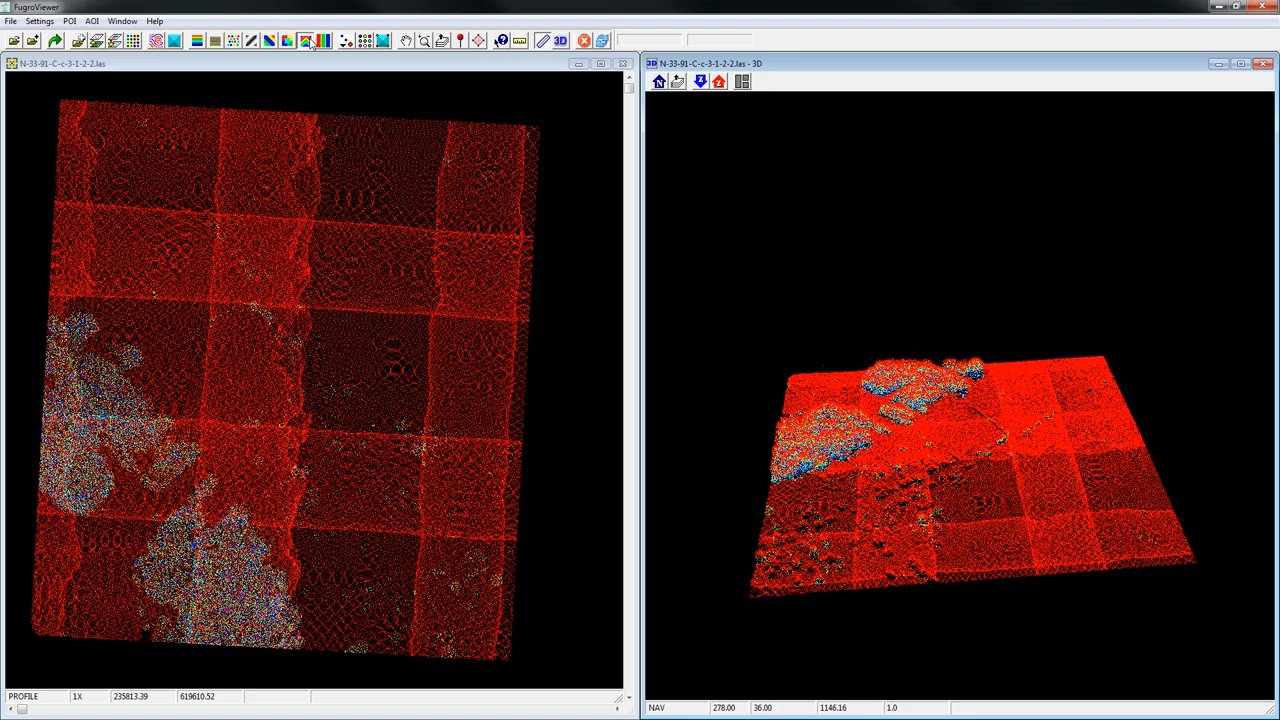 FugroViewer
File Settings POI AOI Window Help
3D
N-33-91-C-c-3-1-2-2.las
3D N-33-91-C-c-3-1-2-2.las - 3D
N Z Z
PROFILE 1X 235813.39 619610.52
NAV 278.00 36.00 1146.16 1.0